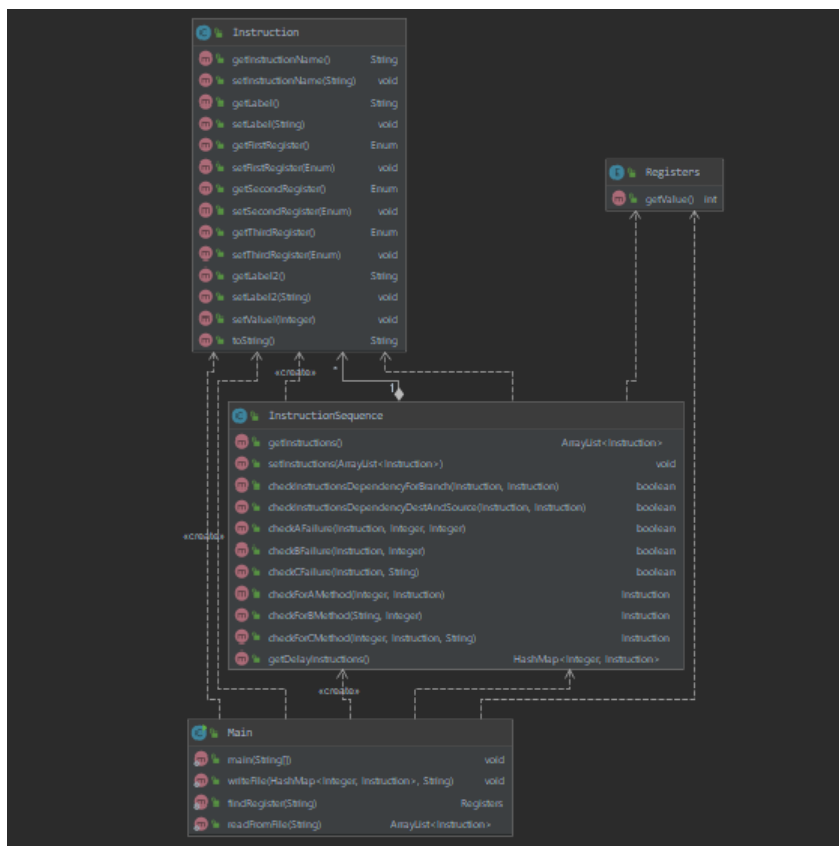 Instruction
getInstructionName() String
setInstructionName(String) void
getLabel() String
setLabel(String) void
getFirstRegister() Enum
setFirstRegister(Enum) void
getSecondRegister() Enum
setSecondRegister(Enum) void
getThirdRegister() Enum
setThirdRegister(Enum) void
getLabel2() String
setLabel2(String) void
setValueI(Integer) void
toString() String
Registers
getValue() int
«create»
*
1
InstructionSequence
getInstructions() ArrayList<Instruction>
setInstructions(ArrayList<Instruction>) void
checkInstructionsDependencyForBranch(Instruction, Instruction) boolean
checkInstructionsDependencyDestAndSource(Instruction, Instruction) boolean
checkAFailure(Instruction, Integer, Integer) boolean
checkBFailure(Instruction, Integer) boolean
checkCFailure(Instruction, String) boolean
checkForAMethod(Integer, Instruction) Instruction
checkForBMethod(String, Integer) Instruction
checkForCMethod(Integer, Instruction, String) Instruction
getDelayInstructions() HashMap<Integer, Instruction>
«create»
«create»
Main
main(String[]) void
writeFile(HashMap<Integer, Instruction>, String) void
findRegister(String) Registers
readFromFile(String) ArrayList<Instruction>